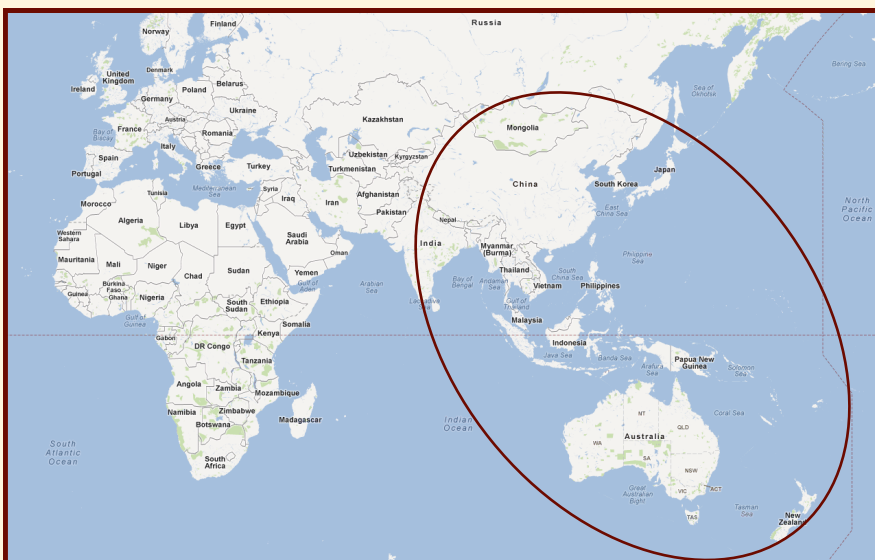 Russia
Finland
Norway
Bering Sea
Sea of
Okhotsk
Denmark
United
Kingdom
Ireland
Belarus
Poland
Germany
Ukraine
Kazakhstan
Austria
Mongolia
France
Bay of
Biscay
Romania
Italy
Uzbekistan
Kyrgyzstan
Spain
Greece
Turkey
Turkmenistan
Japan
Portugal
China
South Korea
Mediterranean
Sea
Tunisia
Syria
Afghanistan
Iraq
Iran
Morocco
North
Pacific
Ocean
Pakistan
East
China Sea
Algeria
Libya
Egypt
Nepal
Western
Sahara
Saudi
Arabia
India
Myanmar
(Burma)
Oman
Philippine
Sea
Mauritania
Mali
Niger
Chad
Sudan
Yemen
Thailand
South
China Sea
Bay of
Bengal
Andaman
Sea
Arabian
Sea
Gulf of
Aden
Vietnam
Philippines
Burkina
Faso
Guinea
Ghana
Nigeria
South
Sudan
Ethiopia
Laccadive
Sea
Gulf of
Thailand
Gulf of
Guinea
Somalia
Malaysia
Gabon
Kenya
DR Congo
Indonesia
Java Sea
Banda Sea
Papua New
Guinea
Tanzania
Arafura
Sea
Solomon
Sea
Angola
Zambia
Mozambique
Namibia
Zimbabwe
Botswana
Madagascar
NT
Coral Sea
Indian
Ocean
QLD
Australia
WA
South
Atlantic
Ocean
SA
South
Africa
NSW
Great
Australian
Bight
VIC
ACT
Tasman
Sea
TAS
New
Zealand